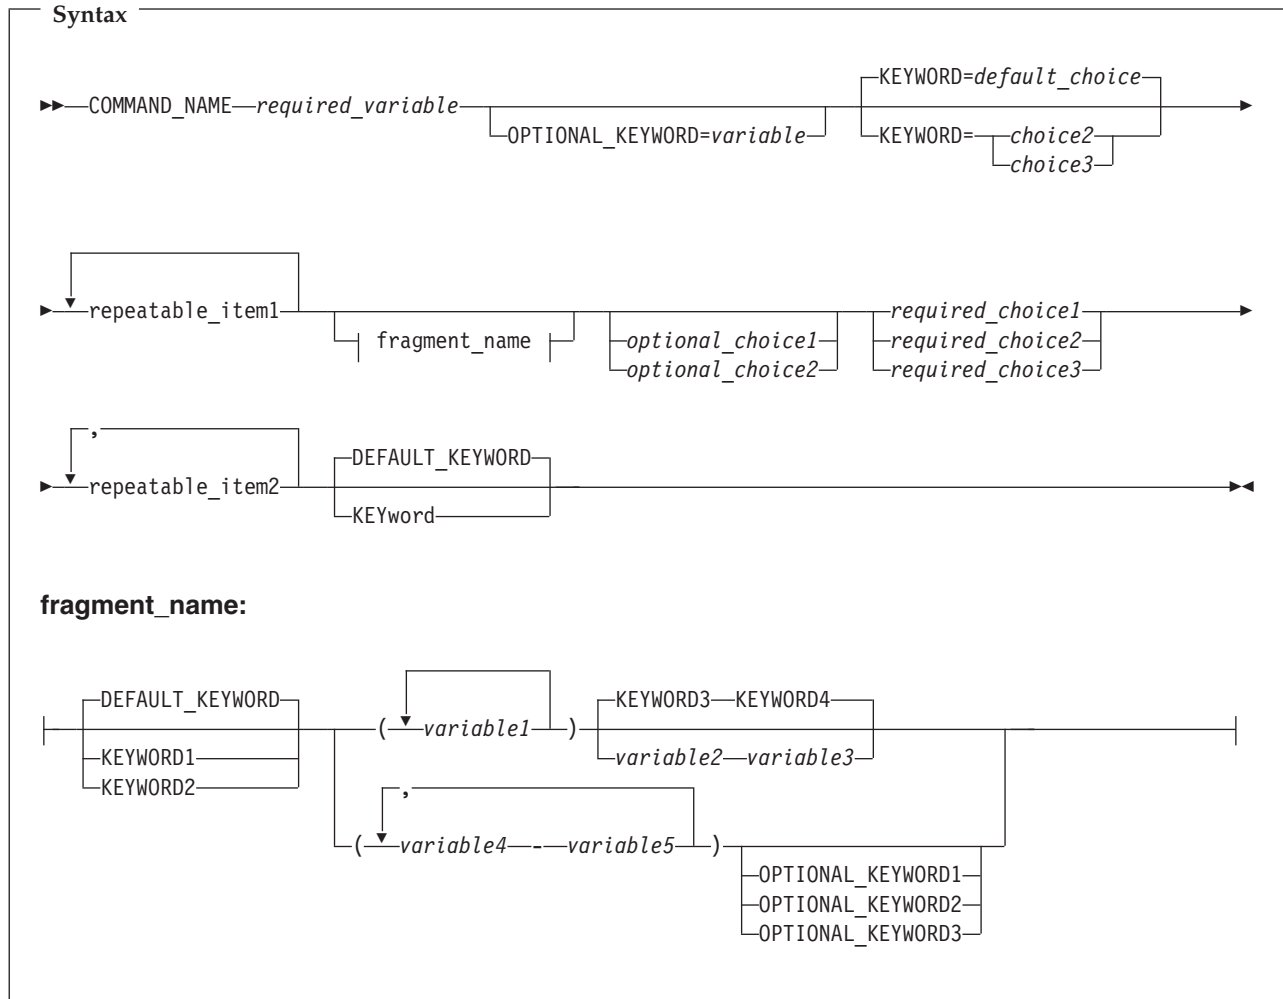 Syntax
KEYWORD=default_choice
COMMAND_NAME required_variable
OPTIONAL_KEYWORD=variable KEYWORD= choice2
choice3
repeatable_item1 required_choice1
fragment_name optional_choice1 required_choice2
optional_choice2 required_choice3
,
DEFAULT_KEYWORD
repeatable_item2
KEYword
fragment_name:
DEFAULT_KEYWORD KEYWORD3 KEYWORD4
( variable1 )
KEYWORD1 variable2 variable3
KEYWORD2
,
( variable4 - variable5 )
OPTIONAL_KEYWORD1
OPTIONAL_KEYWORD2
OPTIONAL_KEYWORD3